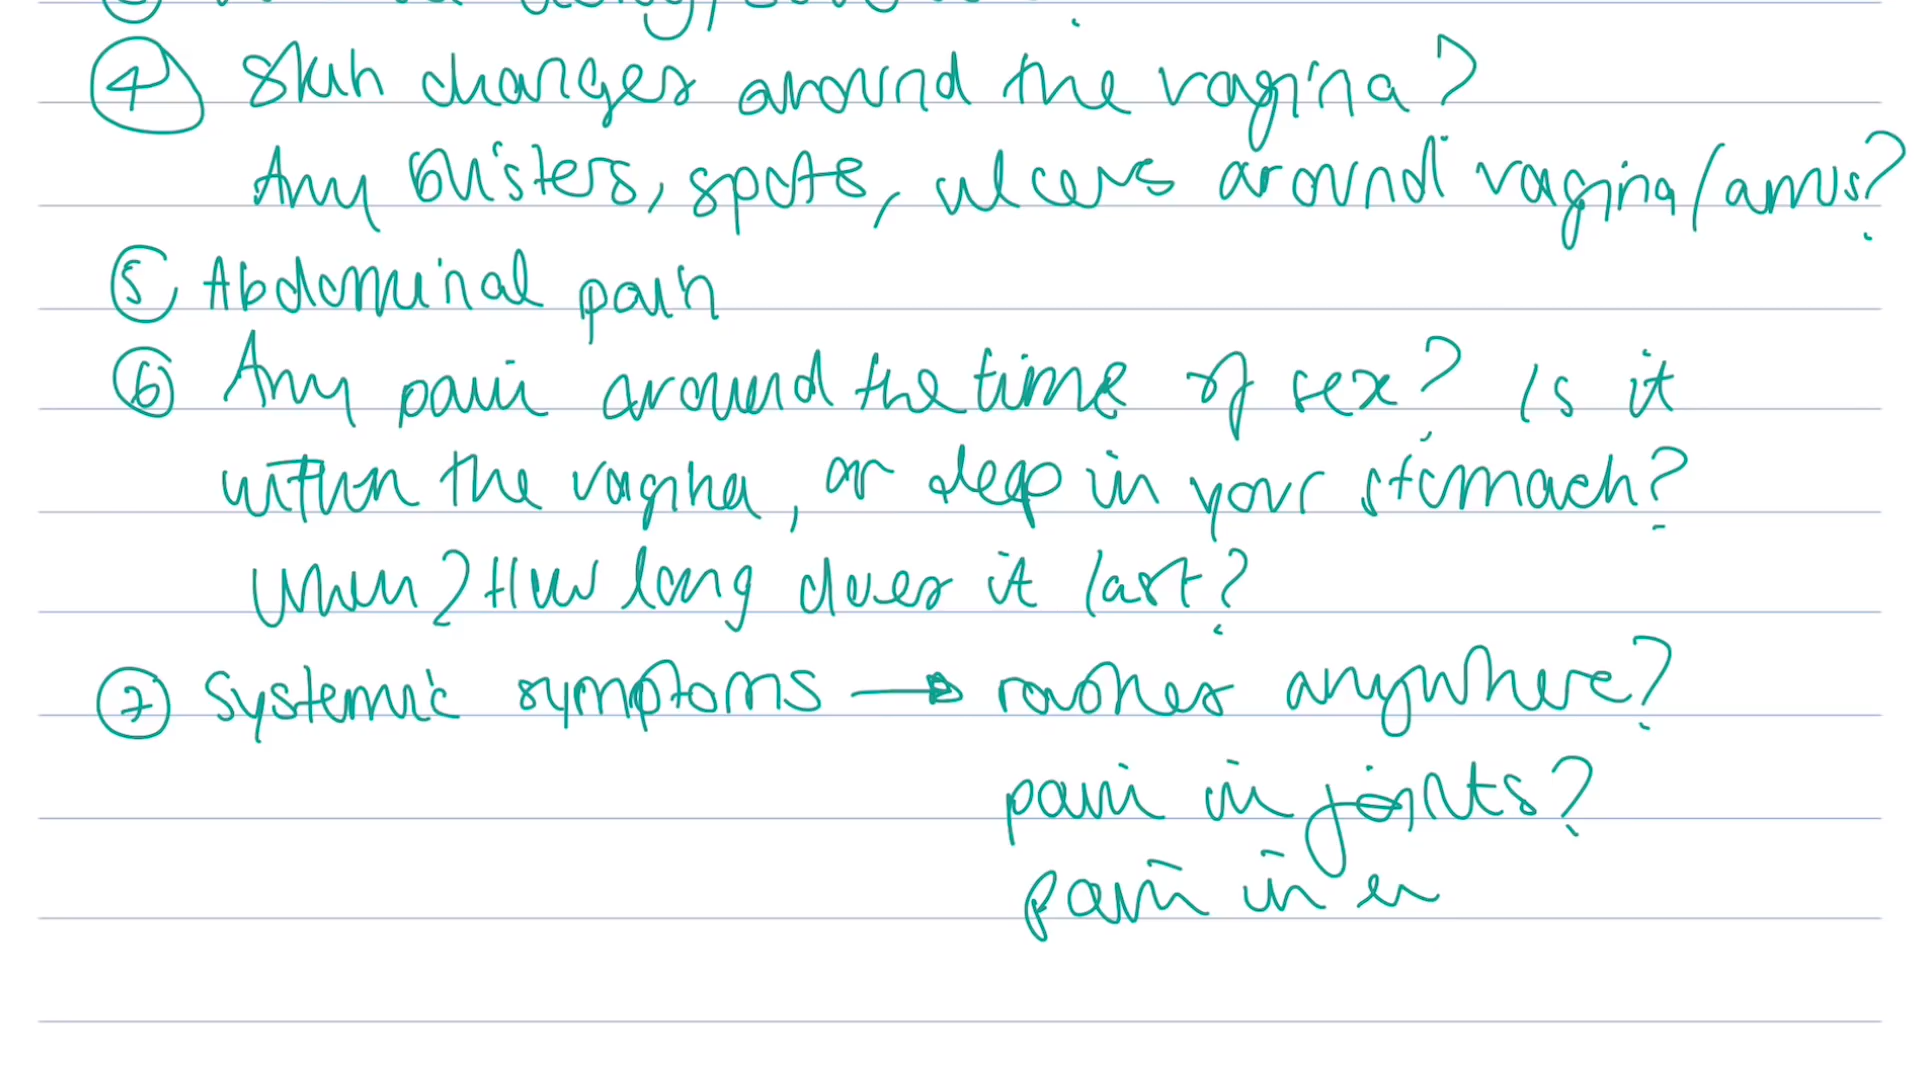 ④ Skin changes around the vagina?
Any blisters, spots, ulcers around vagina/anus?
⑤ Abdominal pain
⑥ Any pain around the time of sex? Is it
within the vagina, or deep in your stomach?
When? How long does it last?
⑦ Systemic symptoms → rashes anywhere?
pain in joints?
pain in